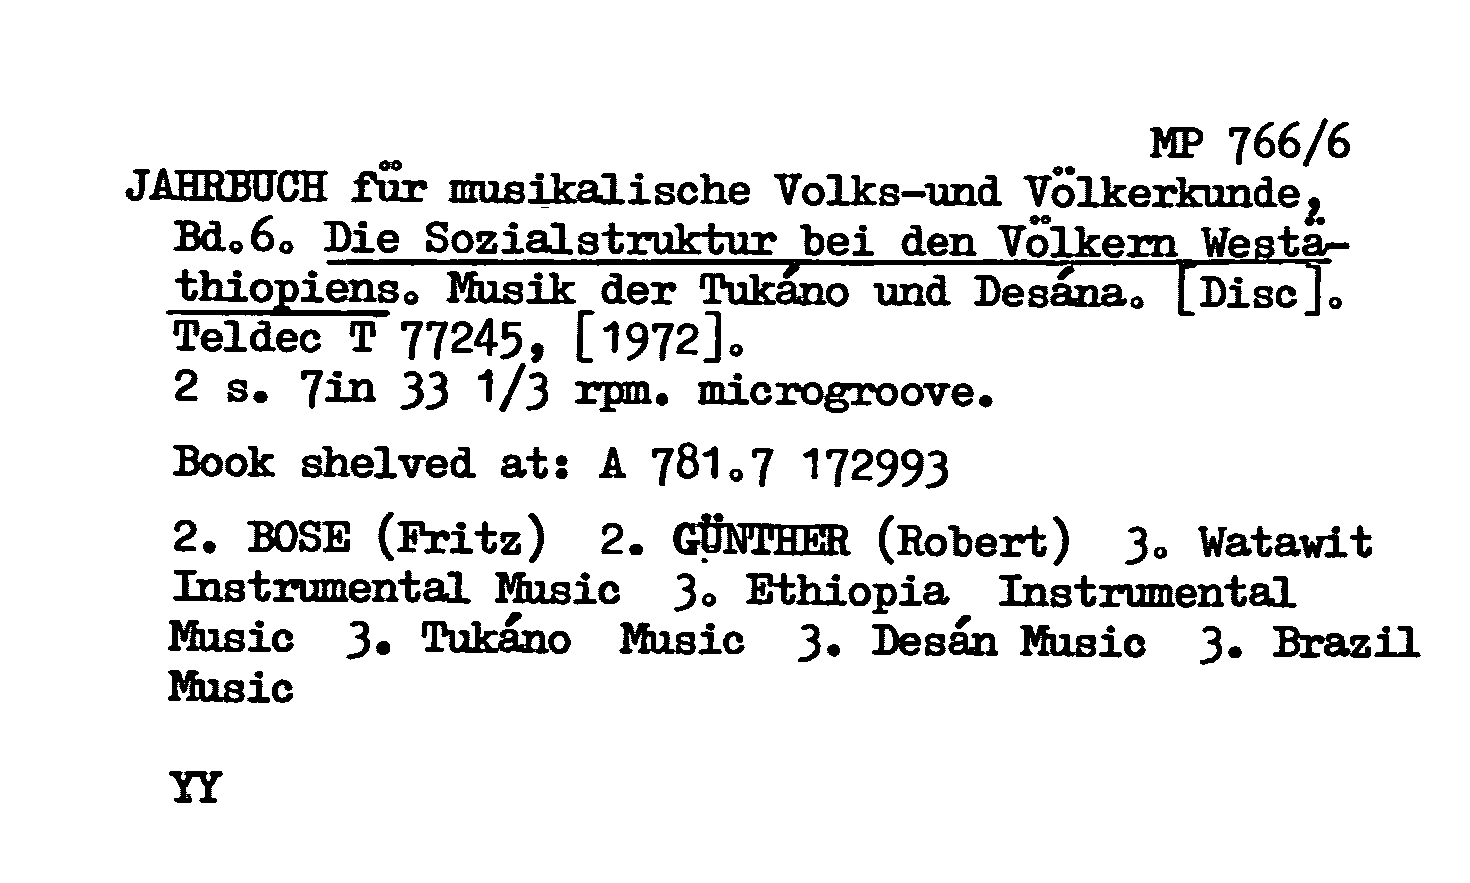 MP 766/6
JAHRBUCH für musikalische Volks-und Völkerkunde,
Bd.6. Die Sozialstruktur bei den Völkern Westä-
thiopiens. Musik der Tukáno und Desána. [Disc].
Teldec T 77245, [1972].
2 s. 7in 33 1/3 rpm. microgroove.
Book shelved at: A 781.7 172993
2. BOSE (Fritz) 2. GÜNTHER (Robert) 3. Watawit
Instrumental Music 3. Ethiopia Instrumental
Music 3. Tukáno Music 3. Desán Music 3. Brazil
Music
YY